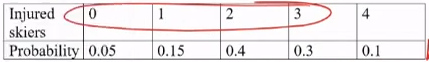 Injured skiers 0 1 2 3 4
Probability 0.05 0.15 0.4 0.3 0.1